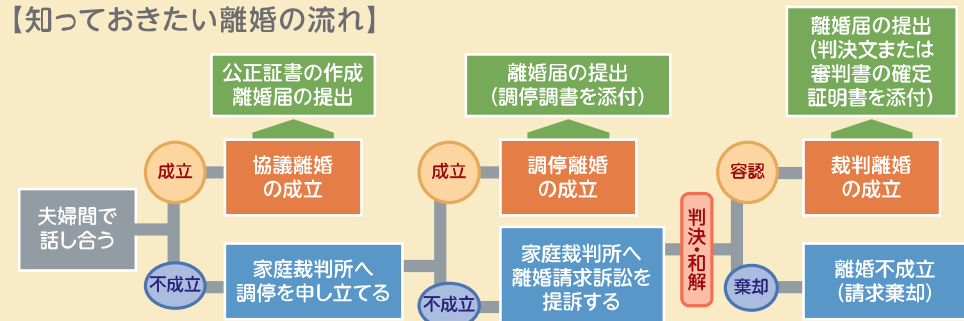 【知っておきたい離婚の流れ】
夫婦間で
話し合う
成立
協議離婚
の成立
公正証書の作成
離婚届の提出
不成立
家庭裁判所へ
調停を申し立てる
成立
調停離婚
の成立
離婚届の提出
(調停調書を添付)
不成立
家庭裁判所へ
離婚請求訴訟を
提訴する
判決・和解
容認
裁判離婚
の成立
離婚届の提出
(判決文または
審判書の確定
証明書を添付)
棄却
離婚不成立
(請求棄却)